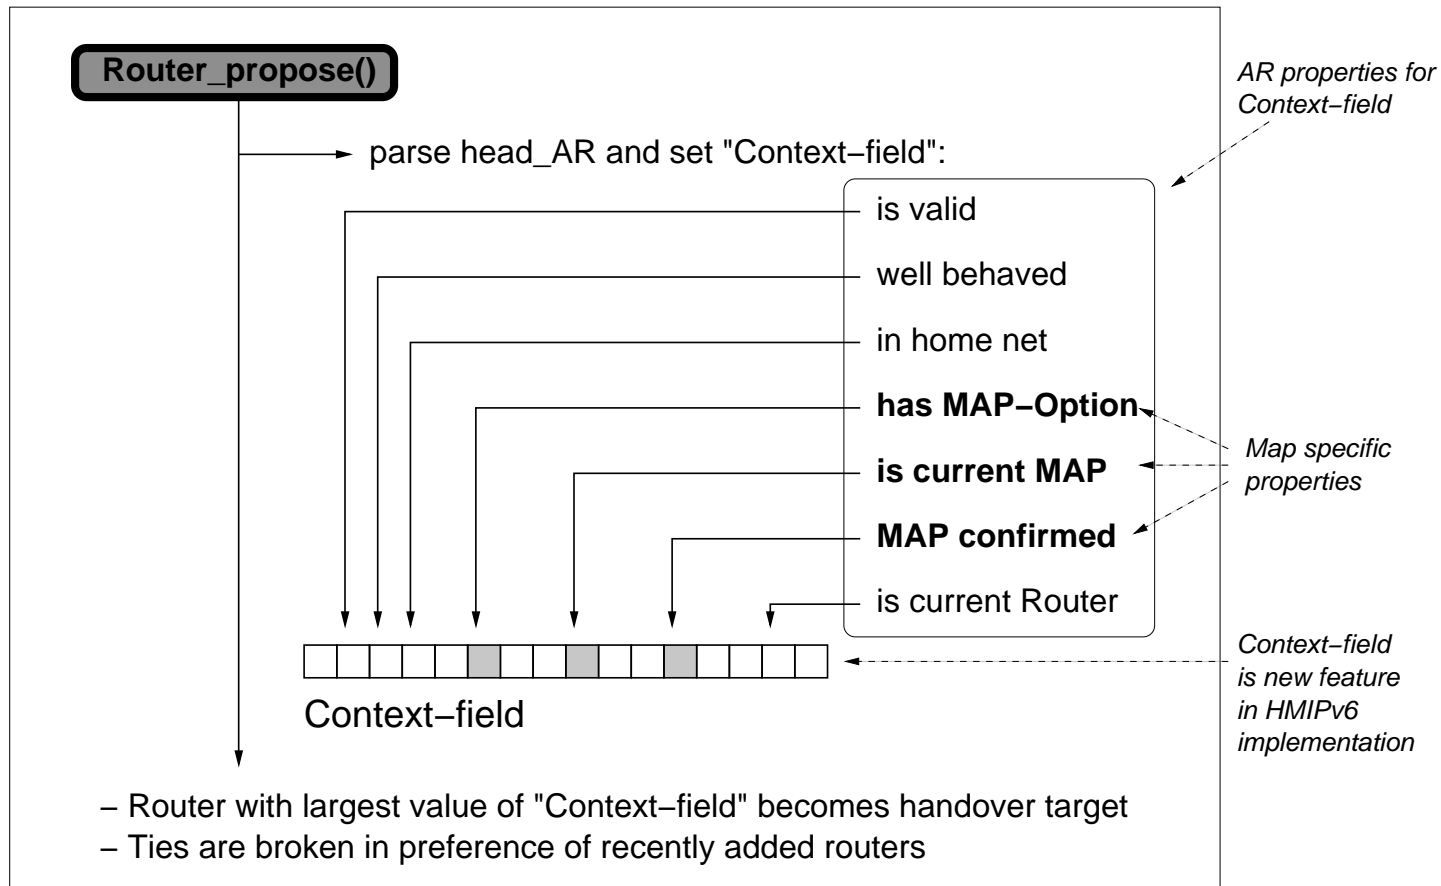 Router_propose()
AR properties for
Context–field
parse head_AR and set "Context–field":
is valid
well behaved
in home net
has MAP–Option
is current MAP
MAP confirmed
is current Router
Map specific
properties
Context–field
is new feature
in HMIPv6
implementation
Context–field
– Router with largest value of "Context–field" becomes handover target
– Ties are broken in preference of recently added routers